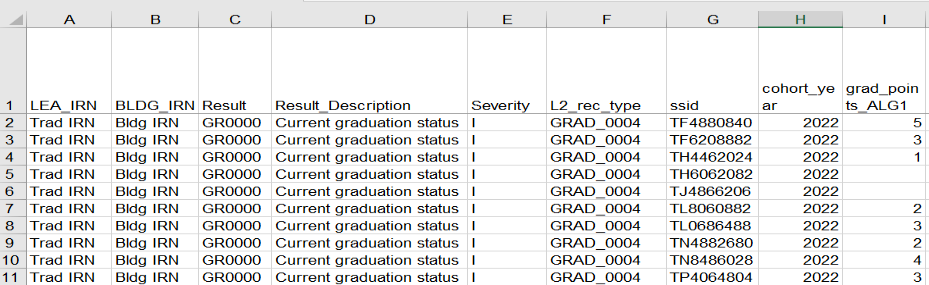 A B C D E F G H I
1 LEA_IRN BLDG_IRN Result Result_Description Severity L2_rec_type ssid cohort_ye grad_poin
ar ts_ALG1
2 Trad IRN Bldg IRN GR0000 Current graduation status I GRAD_0004 TF4880840 2022 5
3 Trad IRN Bldg IRN GR0000 Current graduation status I GRAD_0004 TF6208882 2022 3
4 Trad IRN Bldg IRN GR0000 Current graduation status I GRAD_0004 TH4462024 2022 1
5 Trad IRN Bldg IRN GR0000 Current graduation status I GRAD_0004 TH6062082 2022
6 Trad IRN Bldg IRN GR0000 Current graduation status I GRAD_0004 TJ4866206 2022
7 Trad IRN Bldg IRN GR0000 Current graduation status I GRAD_0004 TL8060882 2022 2
8 Trad IRN Bldg IRN GR0000 Current graduation status I GRAD_0004 TL0686488 2022 3
9 Trad IRN Bldg IRN GR0000 Current graduation status I GRAD_0004 TN4882680 2022 2
10 Trad IRN Bldg IRN GR0000 Current graduation status I GRAD_0004 TN8486028 2022 4
11 Trad IRN Bldg IRN GR0000 Current graduation status I GRAD_0004 TP4064804 2022 3